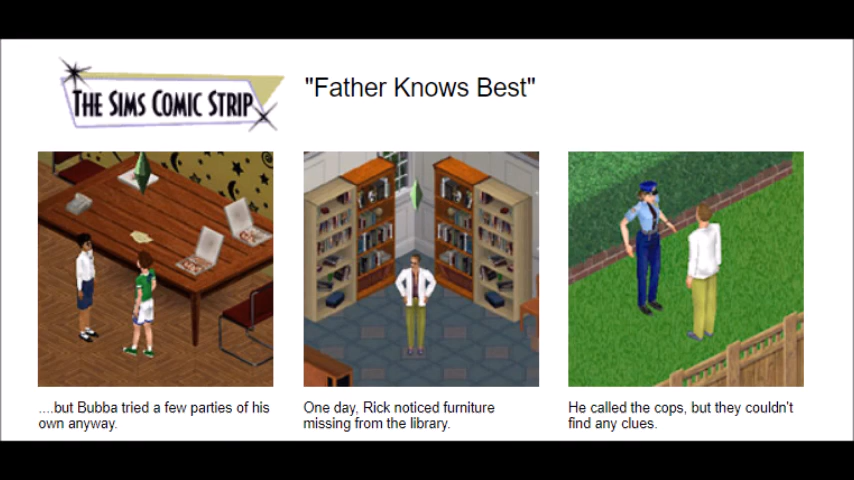 THE SIMS COMIC STRIP
"Father Knows Best"
....but Bubba tried a few parties of his
own anyway.
One day, Rick noticed furniture
missing from the library.
He called the cops, but they couldn't
find any clues.